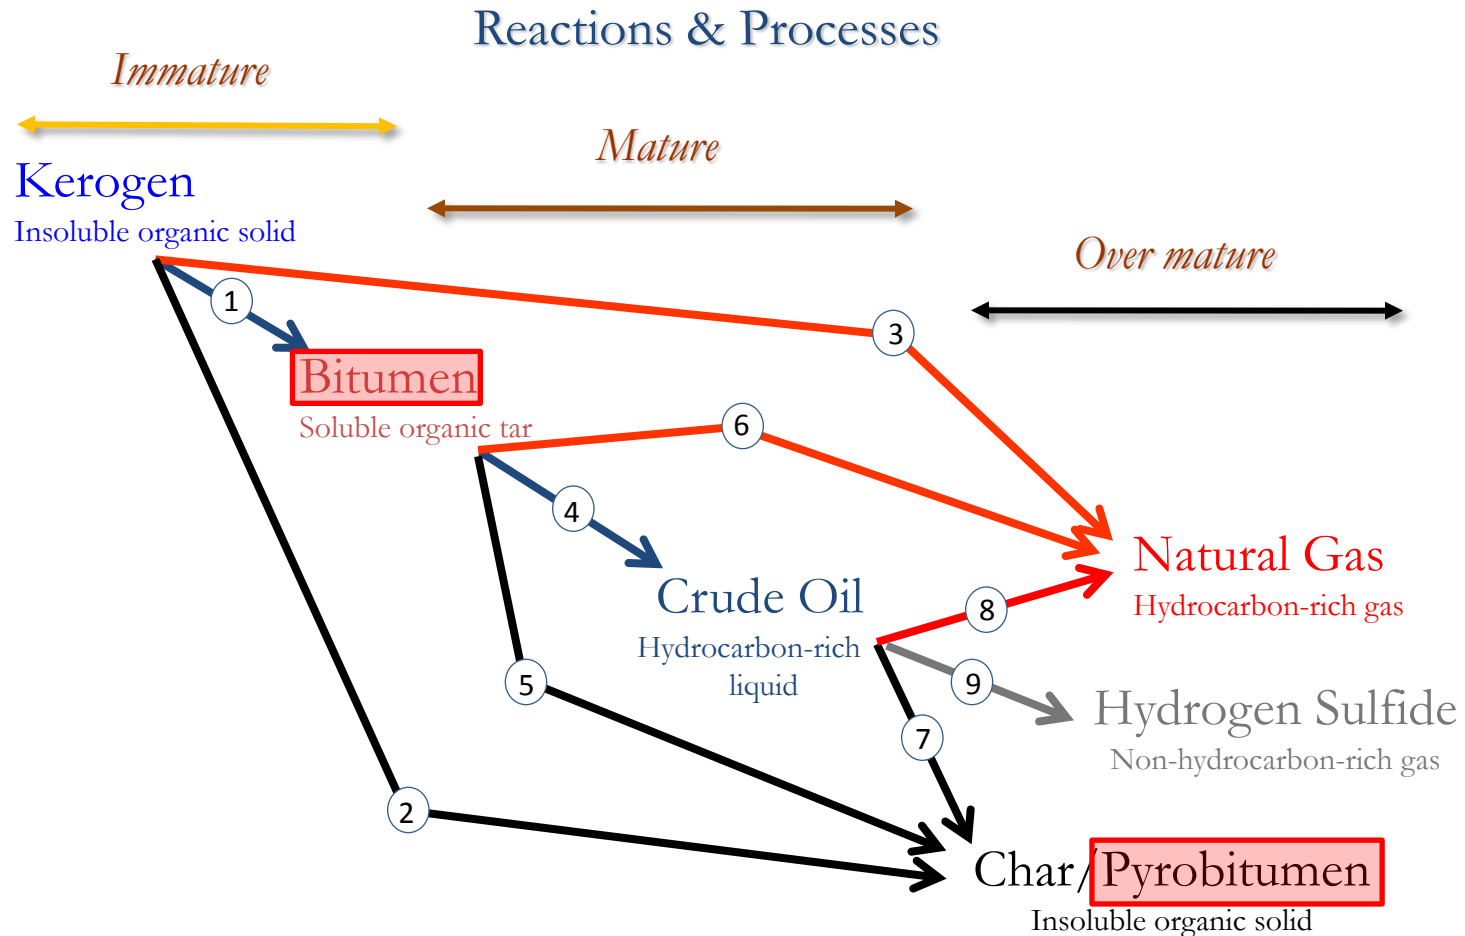 Reactions & Processes
Immature
Mature
Kerogen
Insoluble organic solid
Over mature
1
3
Bitumen
Soluble organic tar
6
4
Natural Gas
Hydrocarbon-rich gas
Crude Oil
Hydrocarbon-rich
liquid
8
5
9
Hydrogen Sulfide
Non-hydrocarbon-rich gas
7
2
Char/Pyrobitumen
Insoluble organic solid